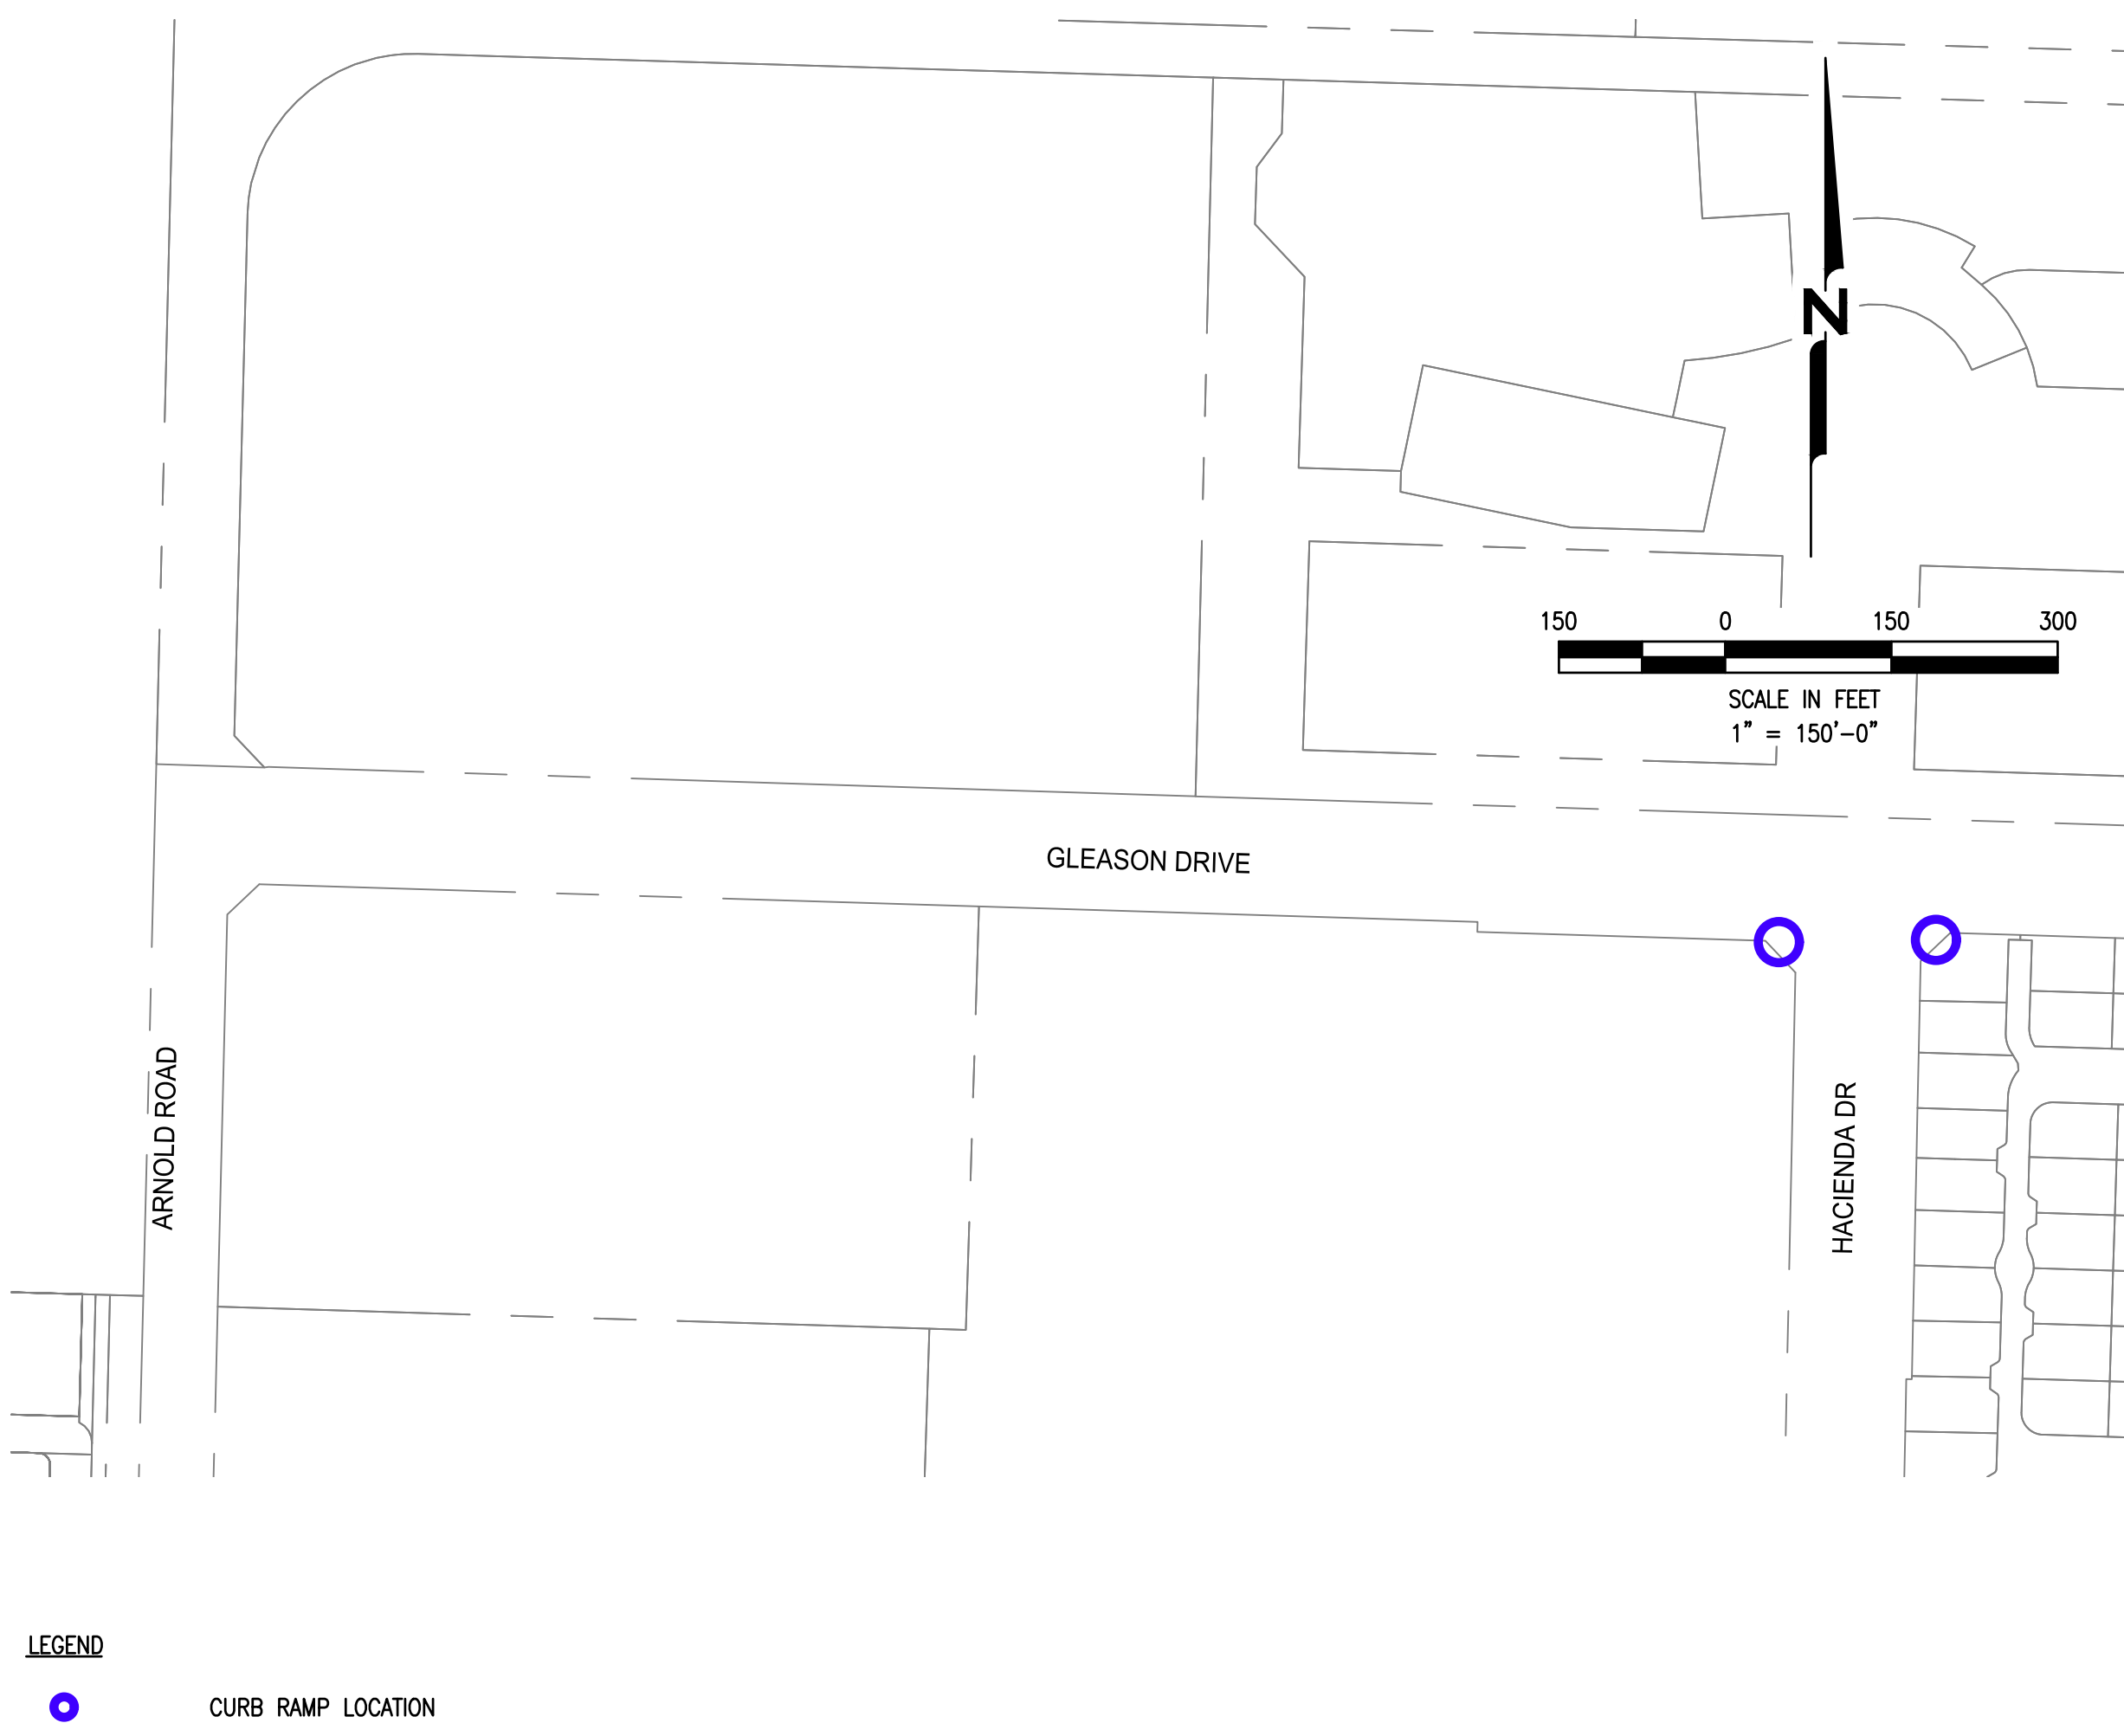 N
150 0 150 300
SCALE IN FEET
1" = 150'-0"
GLEASON DRIVE
ARNOLD ROAD
HACIENDA DR
LEGEND
CURB RAMP LOCATION